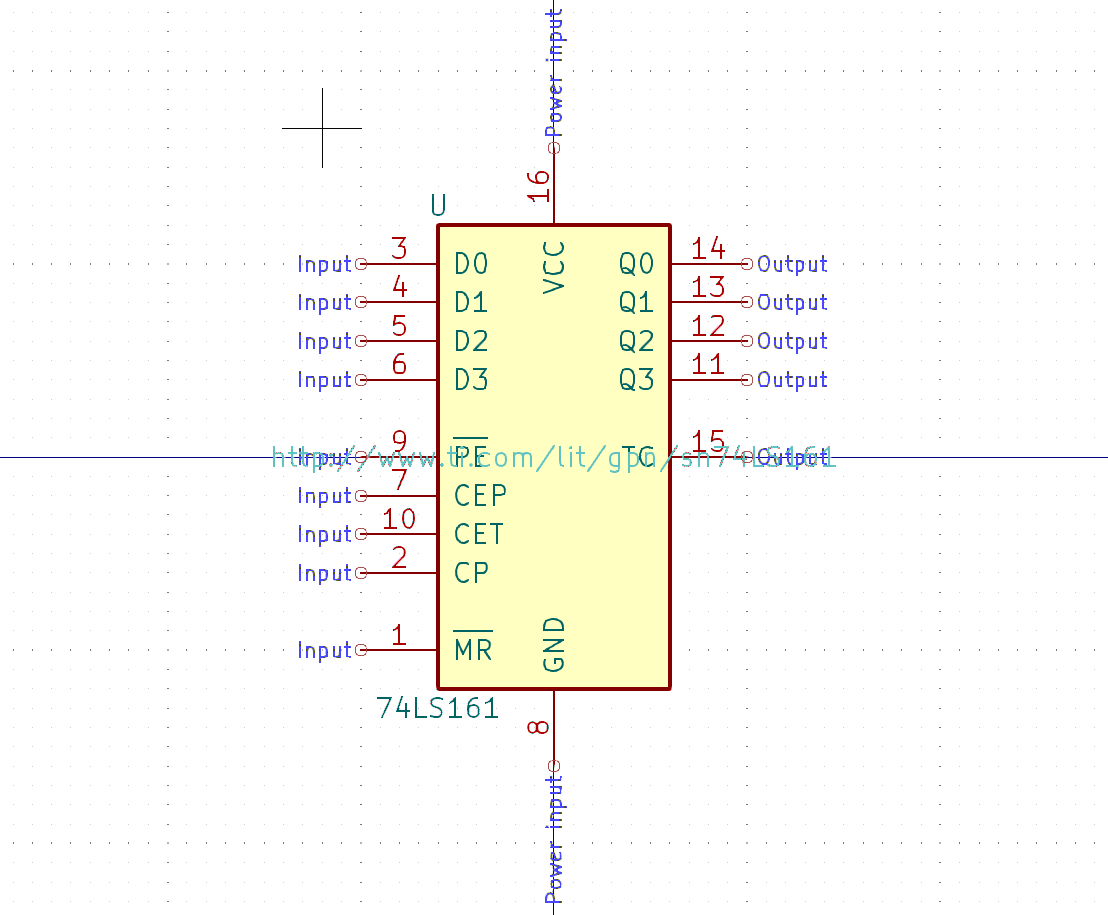 Power input
16
U
VCC
Input 3 D0 Q0 14 Output
Input 4 D1 Q1 13 Output
Input 5 D2 Q2 12 Output
Input 6 D3 Q3 11 Output
Input 9 PE TC 15 Output
http://www.ti.com/lit/gpn/sn74LS161
Input 7 CEP
Input 10 CET
Input 2 CP
Input 1 MR
GND
74LS161
8
Power input